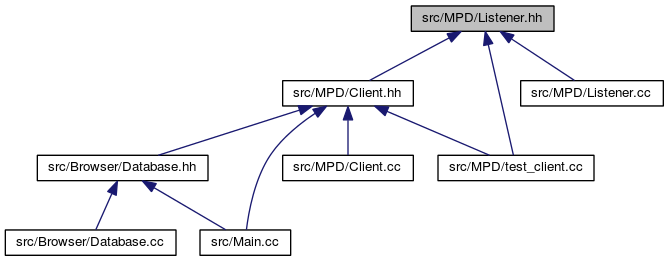 src/MPD/Listener.hh
src/MPD/Client.hh
src/MPD/Listener.cc
src/Browser/Database.hh
src/MPD/Client.cc
src/MPD/test_client.cc
src/Browser/Database.cc
src/Main.cc